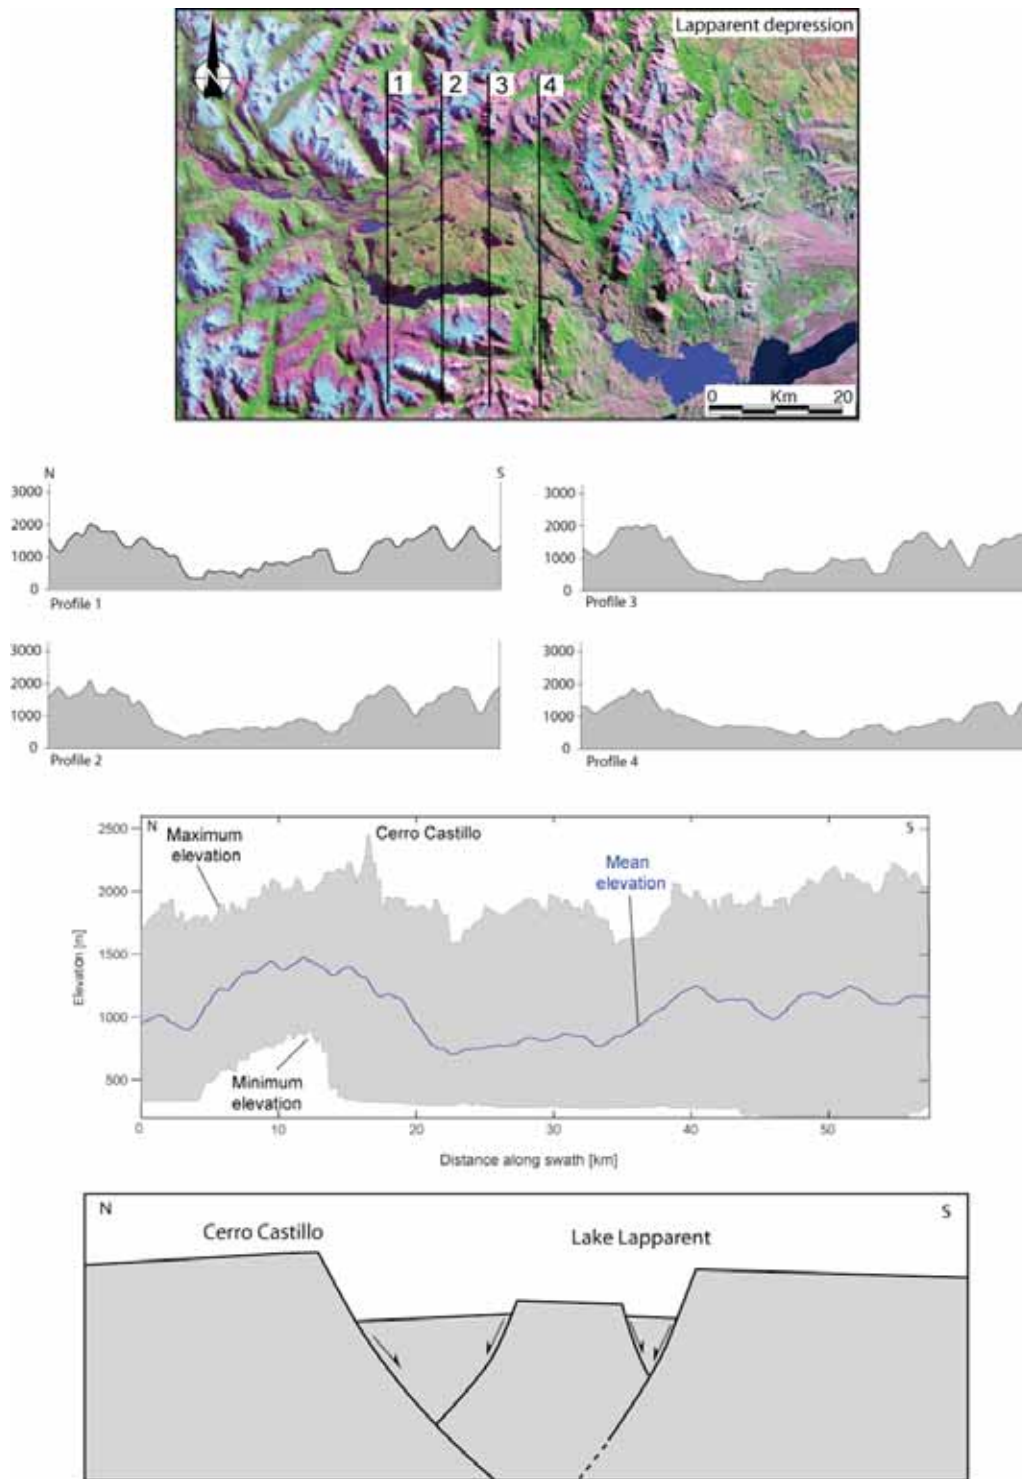 Lapparent depression
N
1 2 3 4
0 Km 20
N S
3000
2000
1000
0
Profile 1
3000
2000
1000
0
Profile 3
3000
2000
1000
0
Profile 2
3000
2000
1000
0
Profile 4
N S
2500
2000
1500
1000
500
Elevation [m]
Maximum
elevation
Cerro Castillo
Mean
elevation
Minimum
elevation
0 10 20 30 40 50
Distance along swath [km]
N S
Cerro Castillo
Lake Lapparent